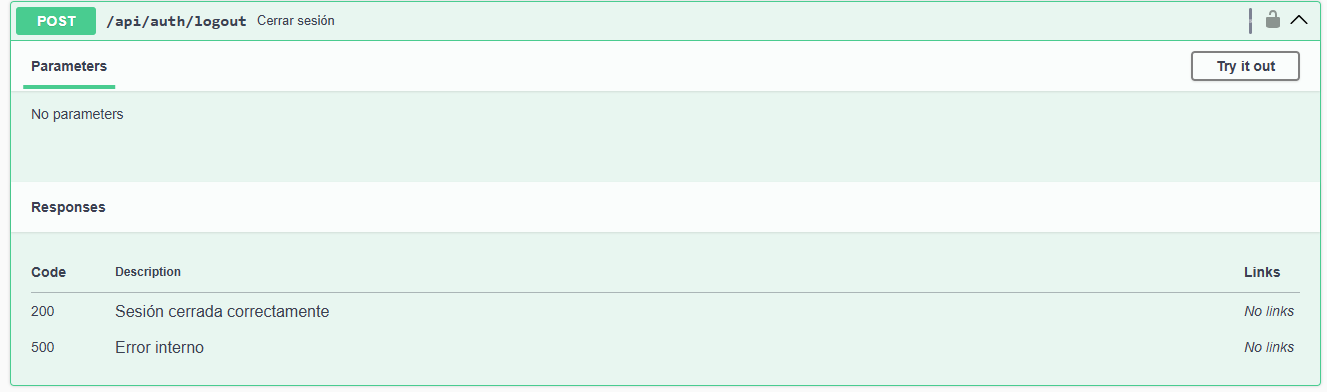 POST /api/auth/logout Cerrar sesión
Parameters Try it out
No parameters
Responses
Code Description Links
200 Sesión cerrada correctamente No links
500 Error interno No links